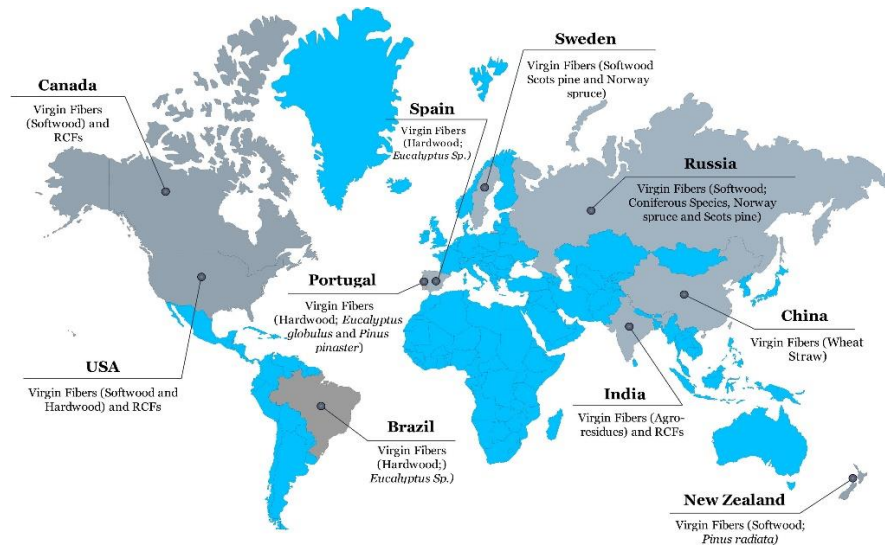 Sweden
Virgin Fibers (Softwood
Scots pine and Norway
spruce)
Canada
Virgin Fibers
(Softwood) and
RCFs
Spain
Virgin Fibers
(Hardwood;
Eucalyptus Sp.)
Russia
Virgin Fibers (Softwood;
Coniferous Species, Norway
spruce and Scots pine)
Portugal
Virgin Fibers
(Hardwood; Eucalyptus
globulus and Pinus
pinaster)
China
Virgin Fibers (Wheat
Straw)
USA
Virgin Fibers (Softwood and
Hardwood) and RCFs
India
Virgin Fibers (Agro-
residues) and RCFs
Brazil
Virgin Fibers
(Hardwood;)
Eucalyptus Sp.)
New Zealand
Virgin Fibers (Softwood;
Pinus radiata)